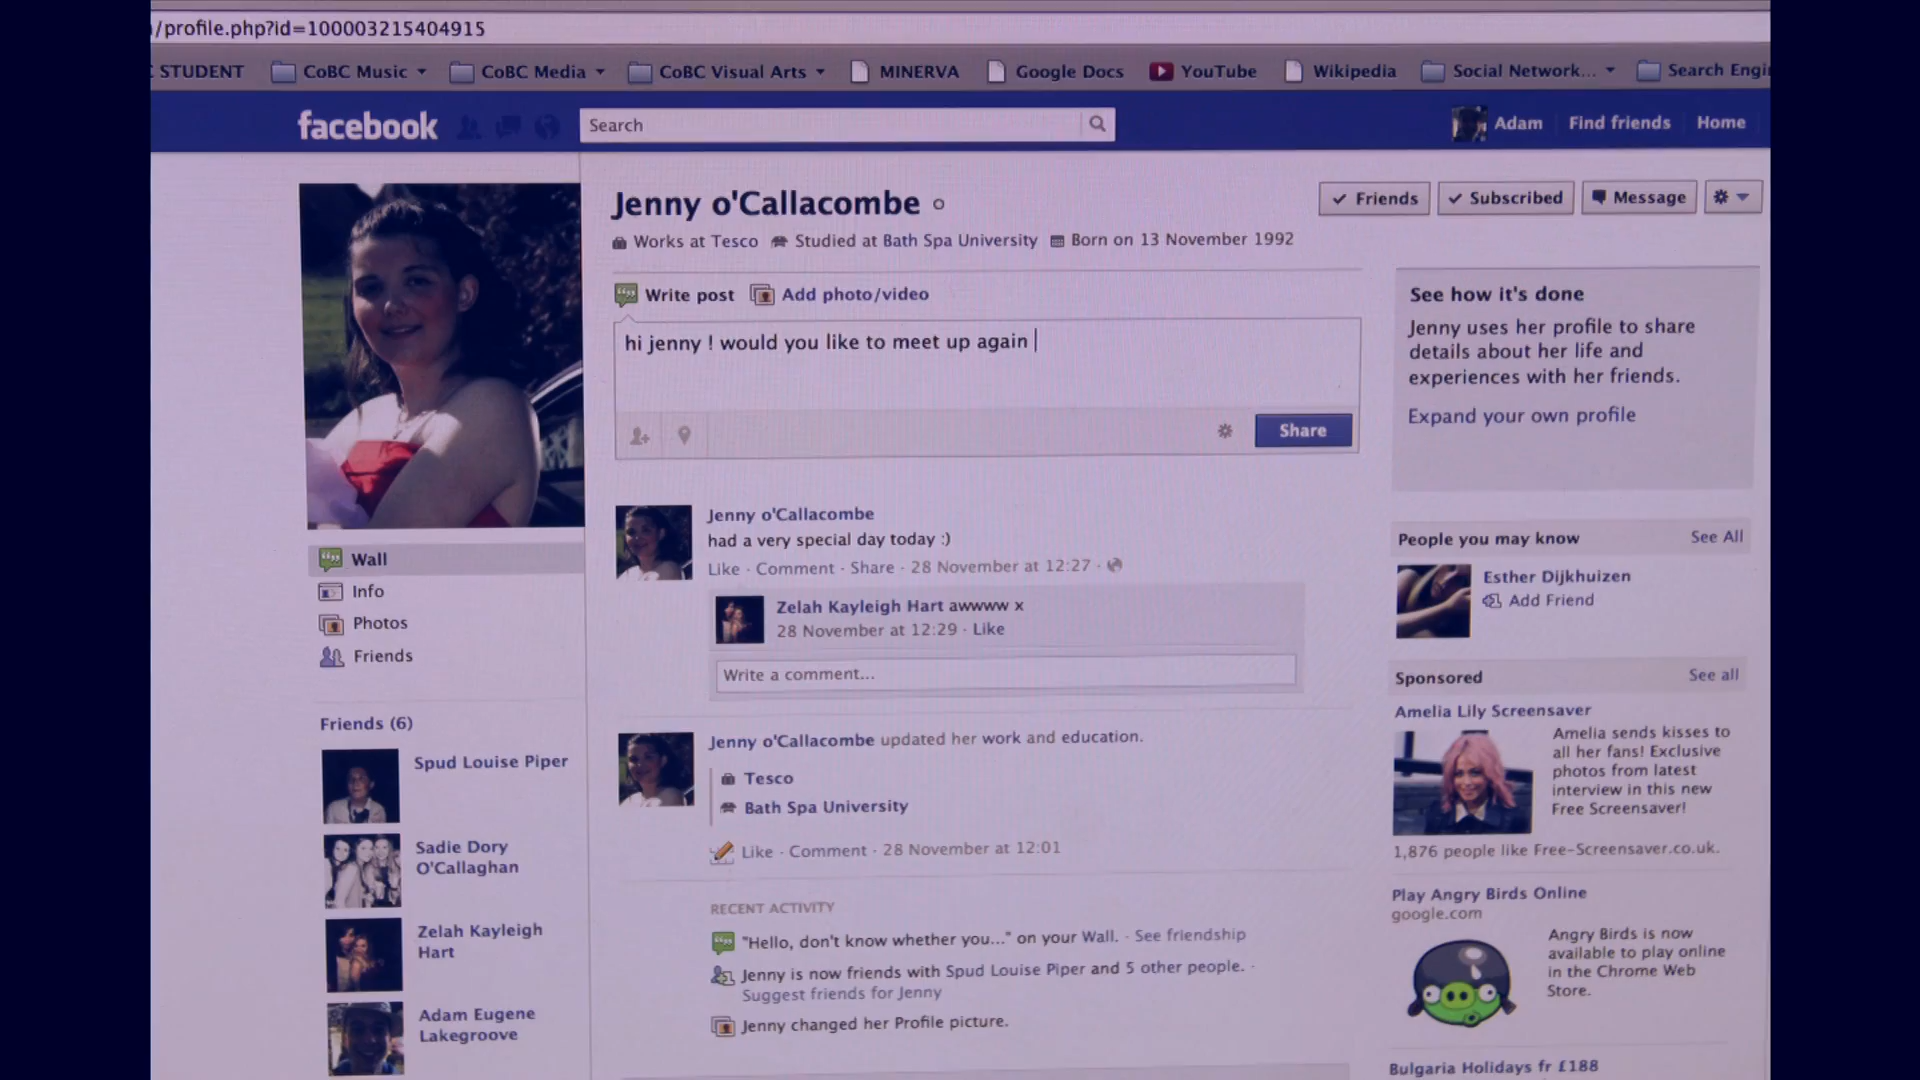 /profile.php?id=100003215404915
STUDENT CoBC Music CoBC Media CoBC Visual Arts MINERVA Google Docs YouTube Wikipedia Social Network... Search Engi
facebook Search Adam Find friends Home
Jenny o'Callacombe
Friends Subscribed Message
Works at Tesco Studied at Bath Spa University Born on 13 November 1992
Write post Add photo/video
hi jenny ! would you like to meet up again
Share
See how it's done
Jenny uses her profile to share
details about her life and
experiences with her friends.
Expand your own profile
Wall
Info
Photos
Friends
Friends (6)
Spud Louise Piper
Sadie Dory
O'Callaghan
Zelah Kayleigh
Hart
Adam Eugene
Lakegroove
Jenny o'Callacombe
had a very special day today :)
Like · Comment · Share · 28 November at 12:27 ·
Zelah Kayleigh Hart awwww x
28 November at 12:29 · Like
Write a comment...
Jenny o'Callacombe updated her work and education.
Tesco
Bath Spa University
Like · Comment · 28 November at 12:01
RECENT ACTIVITY
"Hello, don't know whether you..." on your Wall. · See friendship
Jenny is now friends with Spud Louise Piper and 5 other people. ·
Suggest friends for Jenny
Jenny changed her Profile picture.
People you may know See All
Esther Dijkhuizen
Add Friend
Sponsored See all
Amelia Lily Screensaver
Amelia sends kisses to
all her fans! Exclusive
photos from latest
interview in this new
Free Screensaver!
1,876 people like Free-Screensaver.co.uk.
Play Angry Birds Online
google.com
Angry Birds is now
available to play online
in the Chrome Web
Store.
Bulgaria Holidays fr £188